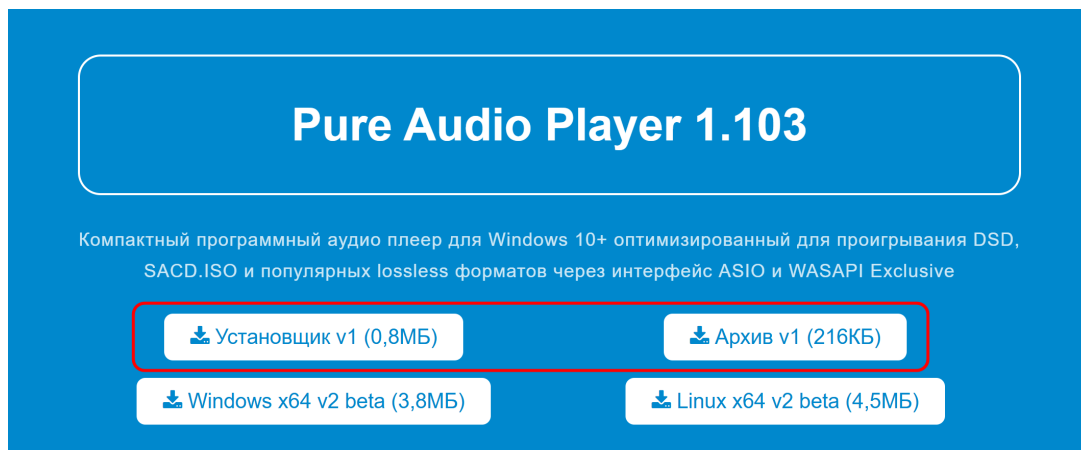 Pure Audio Player 1.103
Компактный программный аудио плеер для Windows 10+ оптимизированный для проигрывания DSD,
SACD.ISO и популярных lossless форматов через интерфейс ASIO и WASAPI Exclusive
Установщик v1 (0,8МБ)
Архив v1 (216КБ)
Windows x64 v2 beta (3,8МБ)
Linux x64 v2 beta (4,5МБ)